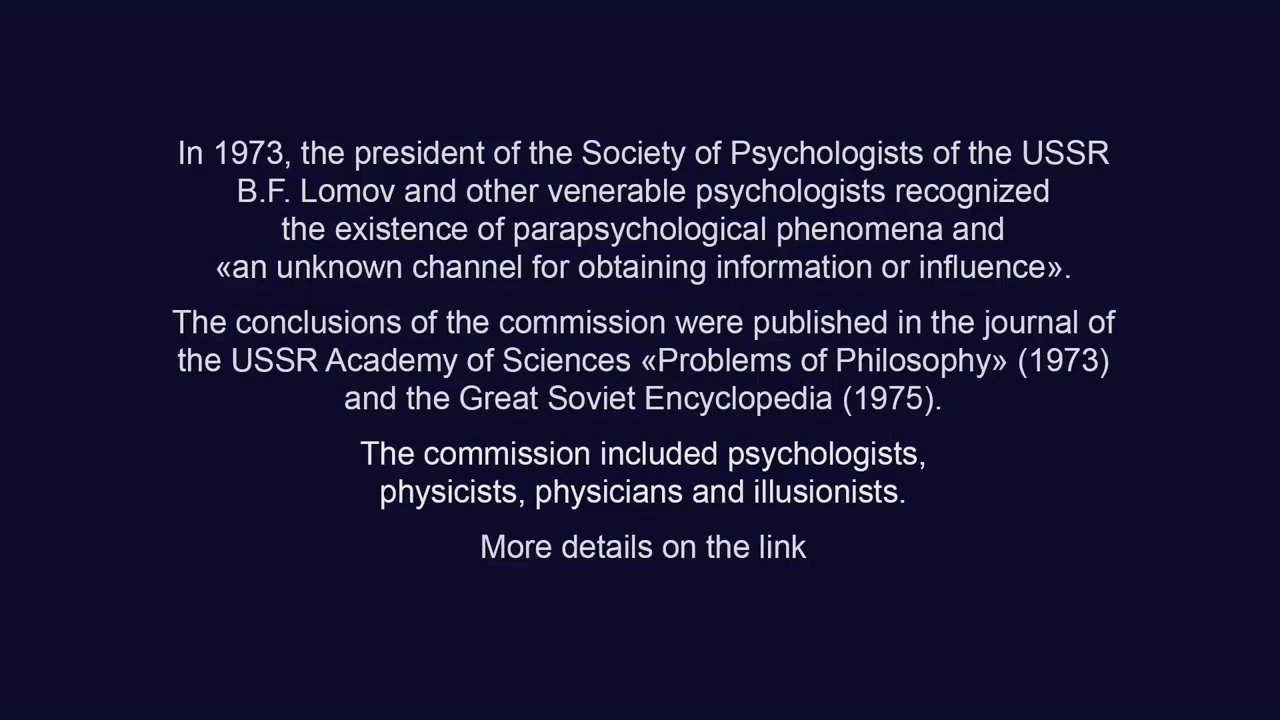 In 1973, the president of the Society of Psychologists of the USSR
B.F. Lomov and other venerable psychologists recognized
the existence of parapsychological phenomena and
«an unknown channel for obtaining information or influence».
The conclusions of the commission were published in the journal of
the USSR Academy of Sciences «Problems of Philosophy» (1973)
and the Great Soviet Encyclopedia (1975).
The commission included psychologists,
physicists, physicians and illusionists.
More details on the link